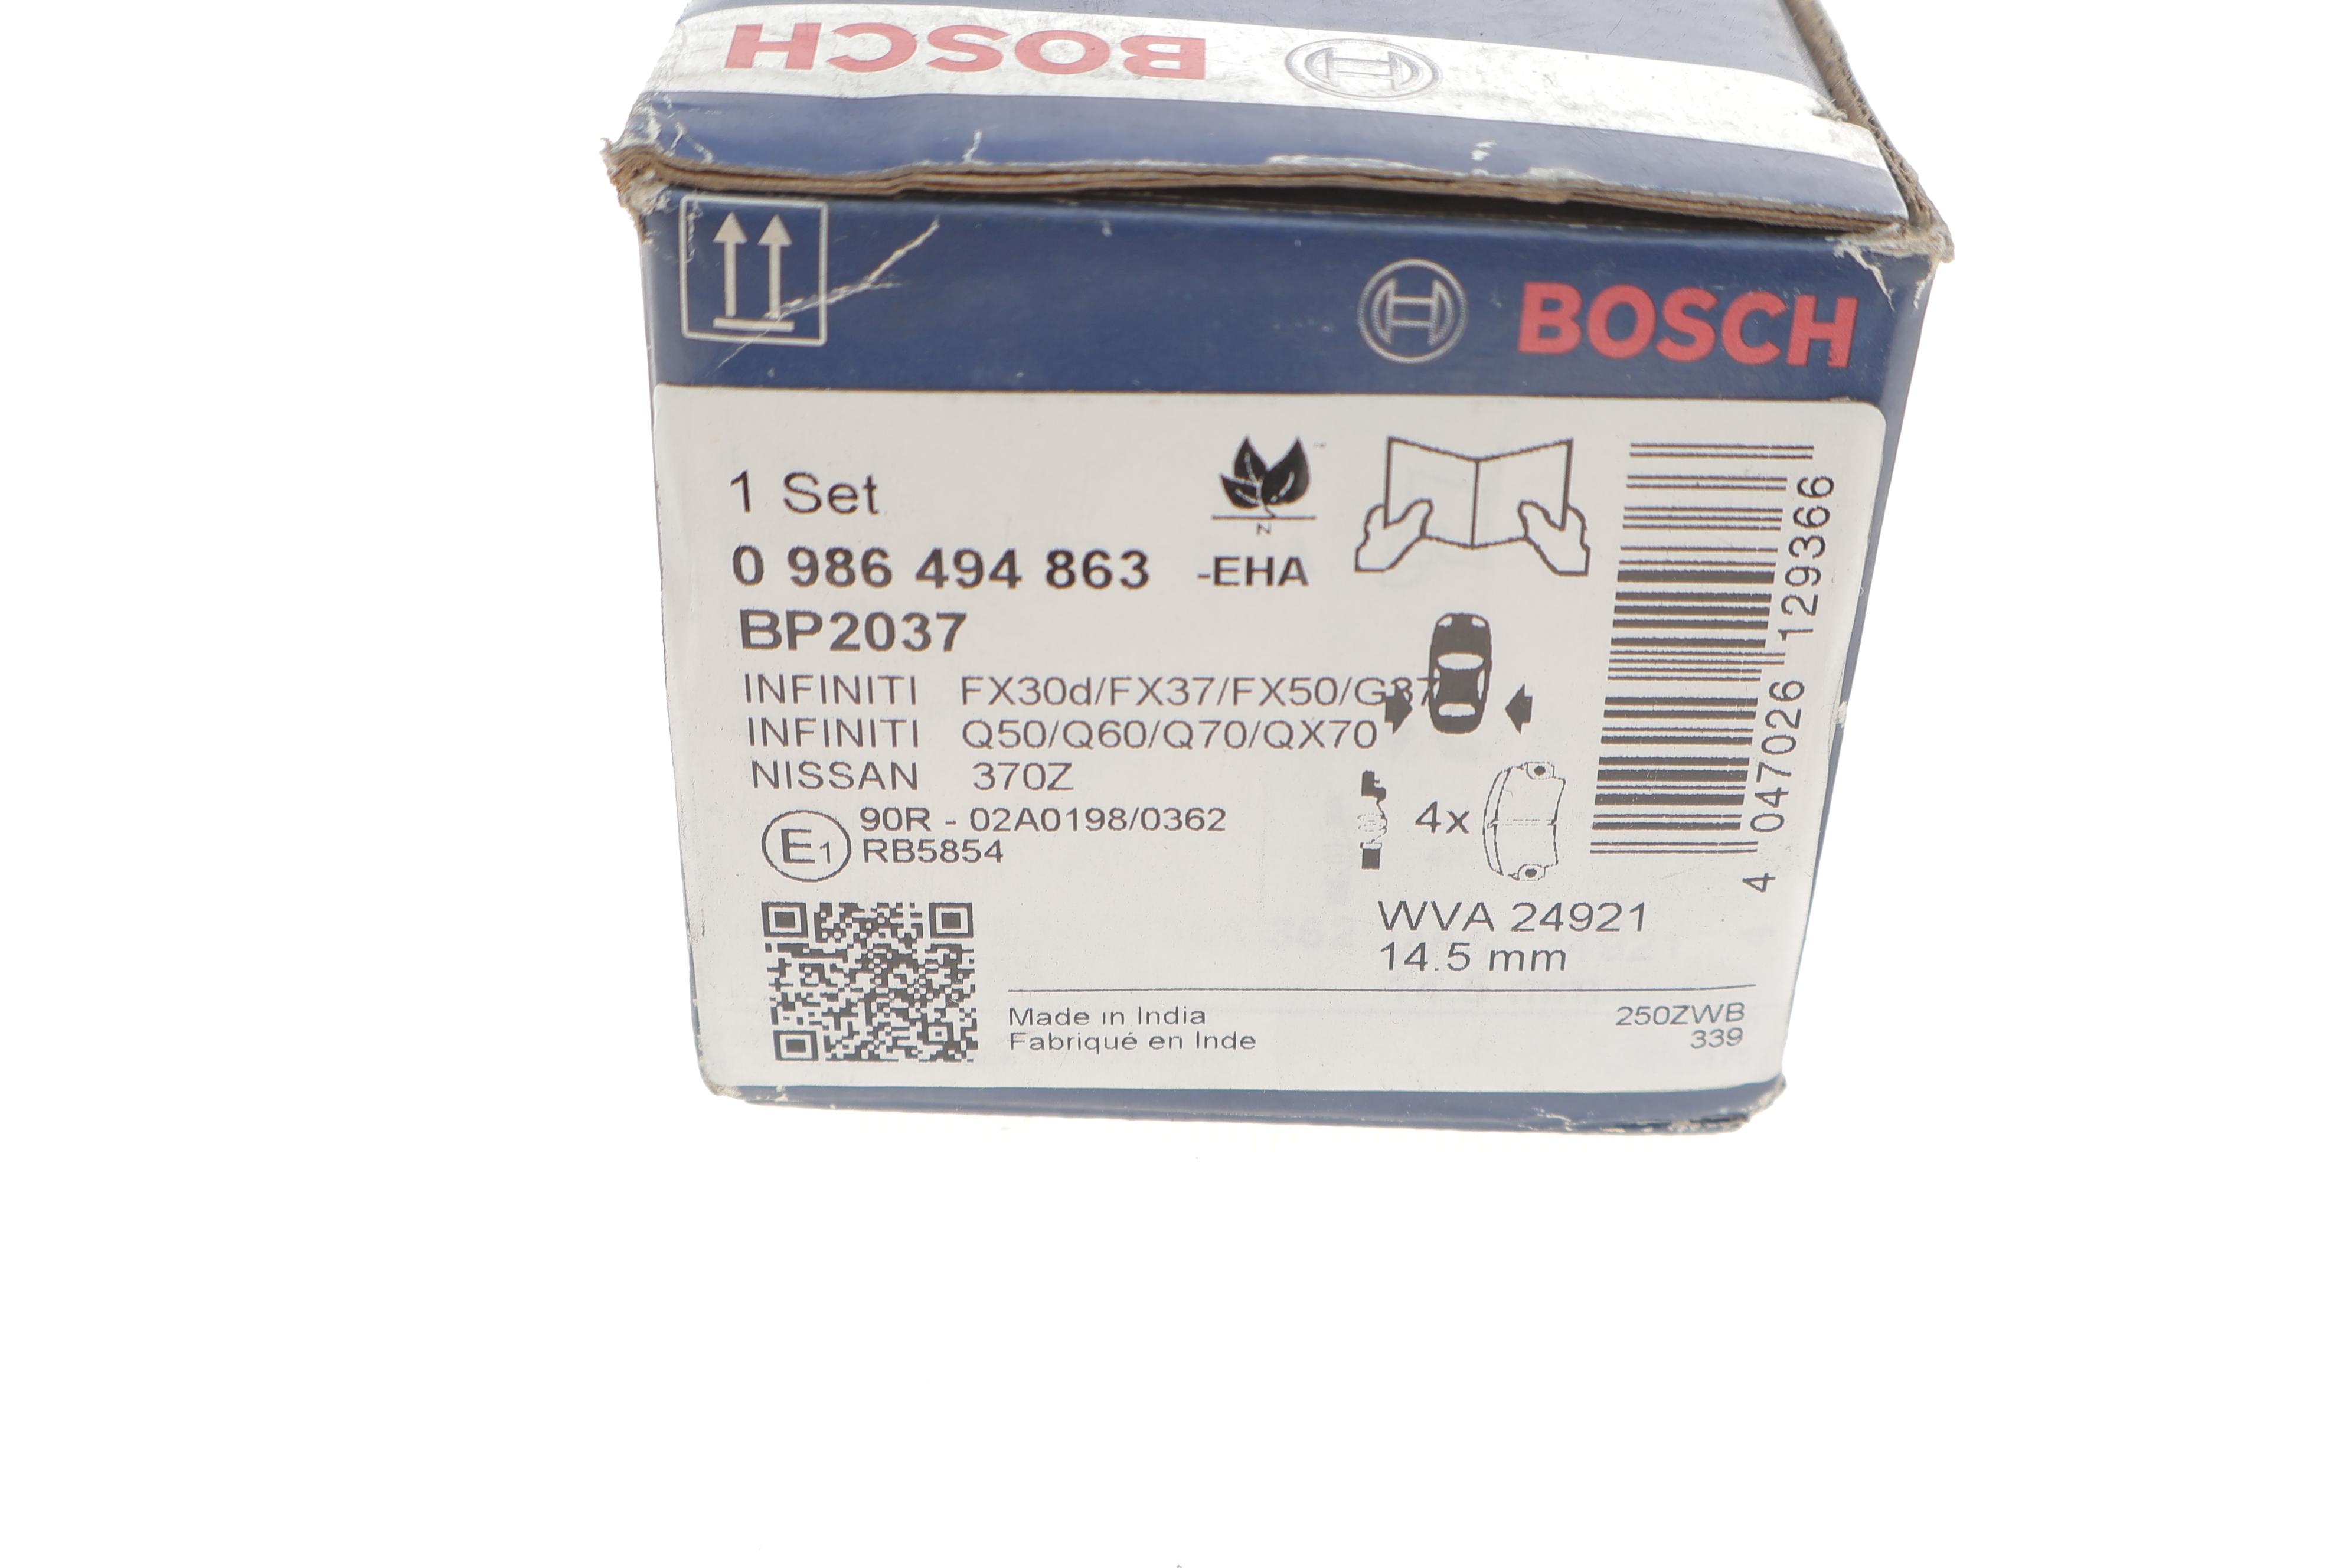 BOSCH
BOSCH
1 Set
0 986 494 863 -EHA
BP2037
INFINITI FX30d/FX37/FX50/G37
INFINITI Q50/Q60/Q70/QX70
NISSAN 370Z
E1 90R - 02A0198/0362
RB5854
4x
WVA 24921
14.5 mm
Made in India
Fabriqué en Inde
250ZWB
339
4 047026 129366
N